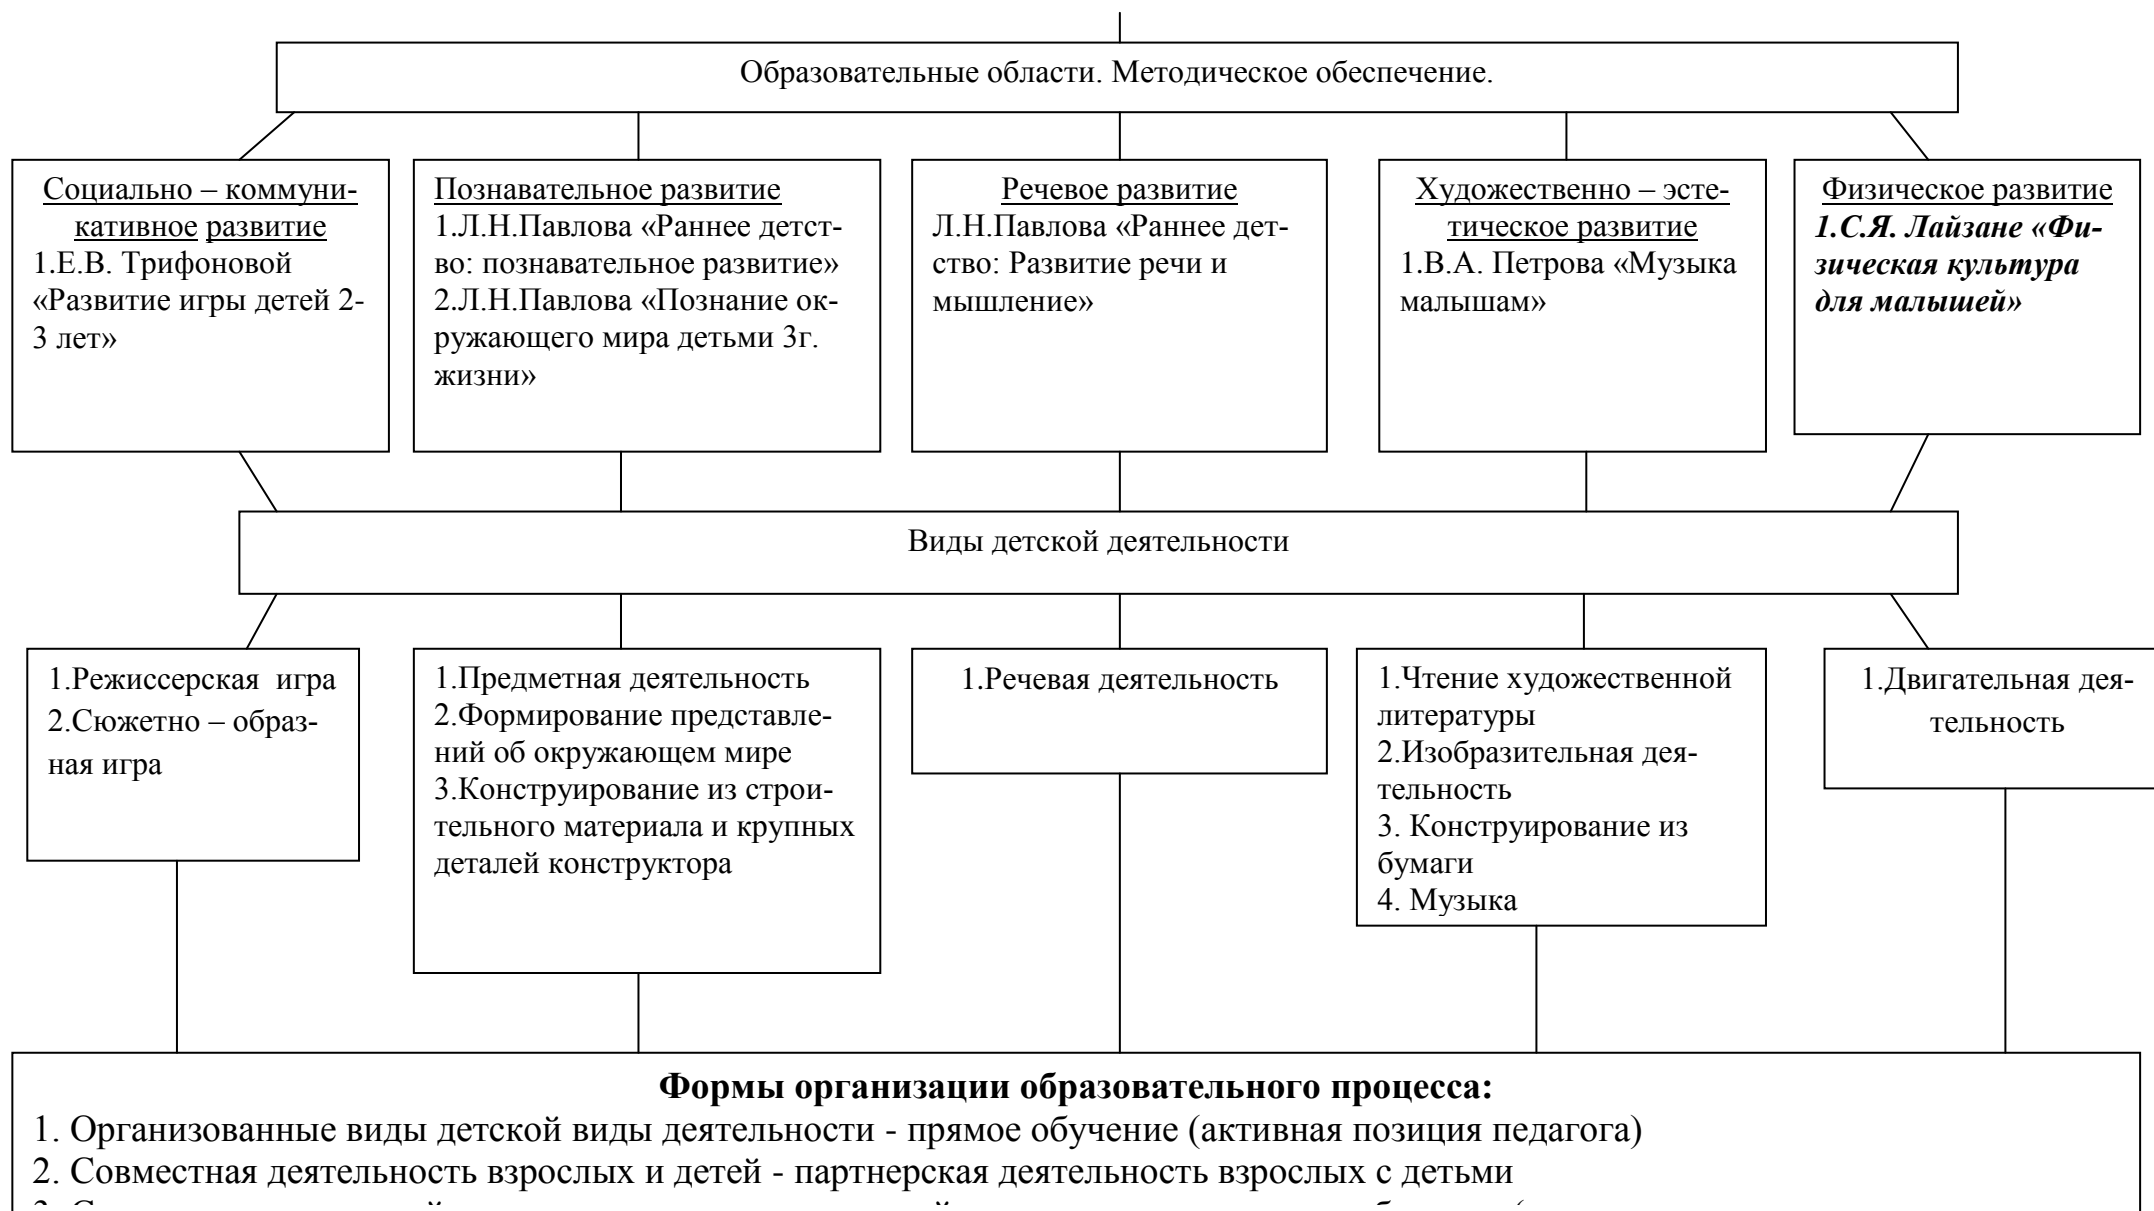 Образовательные области. Методическое обеспечение.
Социально – коммуни-
кативное развитие
1.Е.В. Трифоновой
«Развитие игры детей 2-
3 лет»
Познавательное развитие
1.Л.Н.Павлова «Раннее детст-
во: познавательное развитие»
2.Л.Н.Павлова «Познание ок-
ружающего мира детьми 3г.
жизни»
Речевое развитие
Л.Н.Павлова «Раннее дет-
ство: Развитие речи и
мышление»
Художественно – эсте-
тическое развитие
1.В.А. Петрова «Музыка
малышам»
Физическое развитие
1.С.Я. Лайзане «Фи-
зическая культура
для малышей»
Виды детской деятельности
1.Режиссерская игра
2.Сюжетно – образ-
ная игра
1.Предметная деятельность
2.Формирование представле-
ний об окружающем мире
3.Конструирование из строи-
тельного материала и крупных
деталей конструктора
1.Речевая деятельность
1.Чтение художественной
литературы
2.Изобразительная дея-
тельность
3. Конструирование из
бумаги
4. Музыка
1.Двигательная дея-
тельность
Формы организации образовательного процесса:
1. Организованные виды детской виды деятельности - прямое обучение (активная позиция педагога)
2. Совместная деятельность взрослых и детей - партнерская деятельность взрослых с детьми